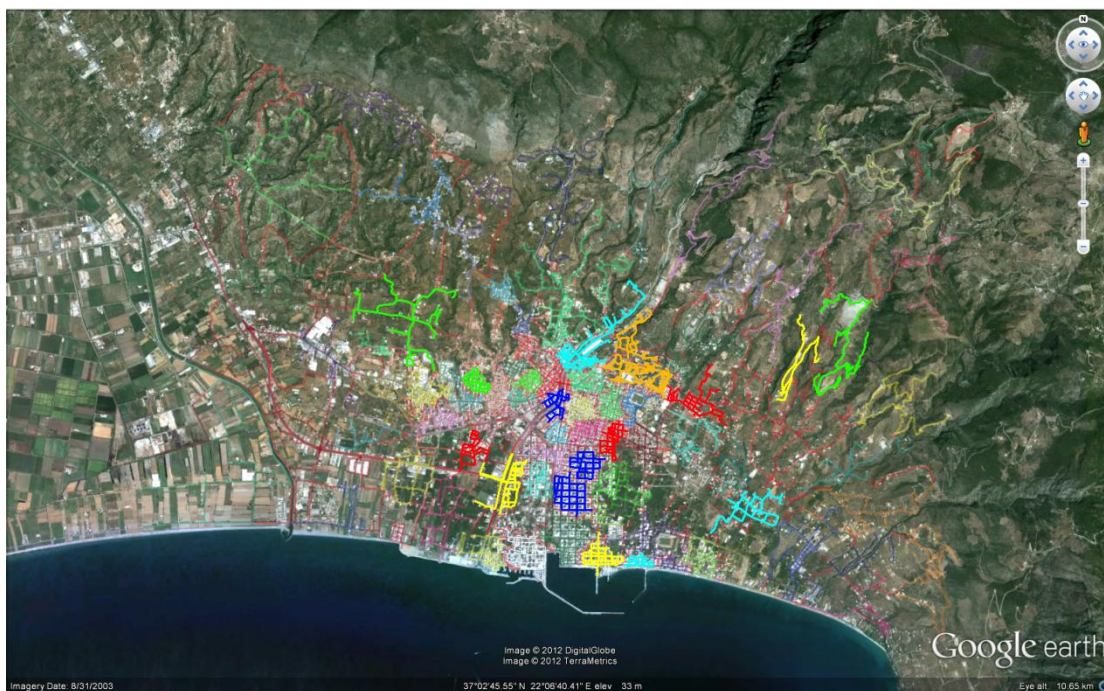 N
Image © 2012 DigitalGlobe
Image © 2012 TerraMetrics
Google earth
Imagery Date: 8/31/2003
37°02'45.55" N 22°06'40.41" E elev 33 m
Eye alt 10.65 km